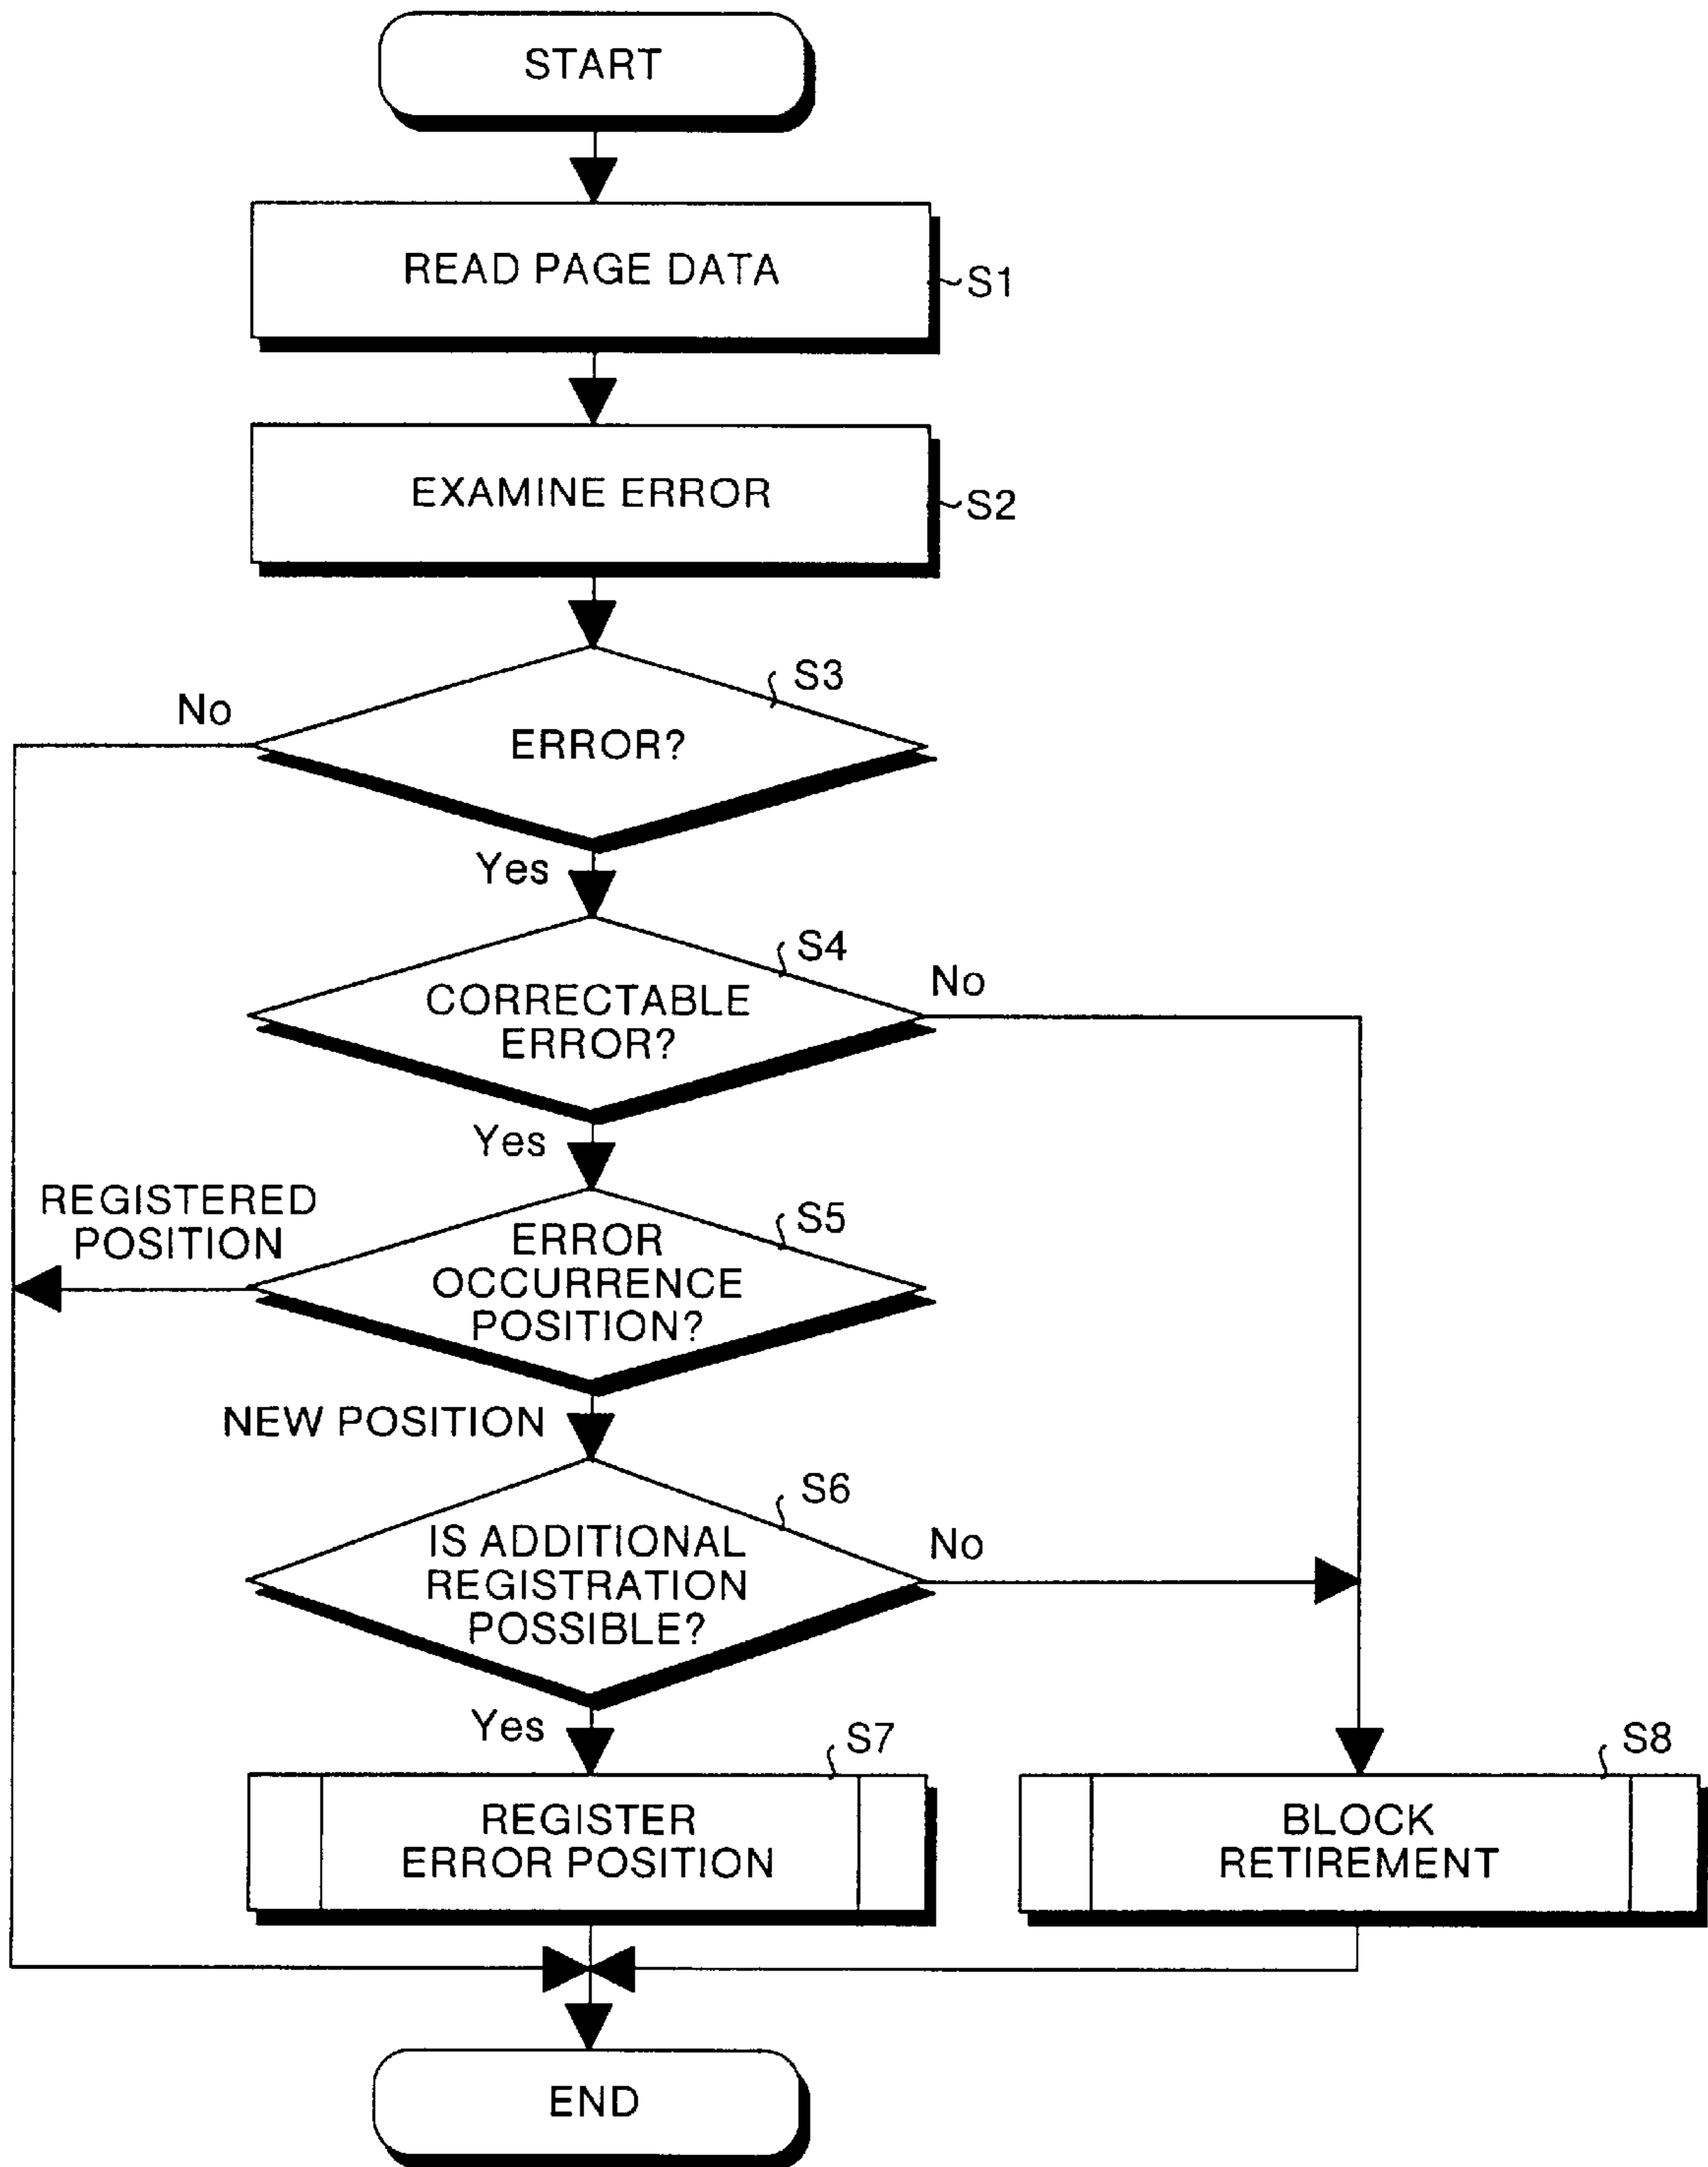 START
READ PAGE DATA
S1
EXAMINE ERROR
S2
S3
No
ERROR?
Yes
S4
No
CORRECTABLE
ERROR?
Yes
REGISTERED
POSITION
S5
ERROR
OCCURRENCE
POSITION?
NEW POSITION
S6
No
IS ADDITIONAL
REGISTRATION
POSSIBLE?
Yes
S7
S8
REGISTER
ERROR POSITION
BLOCK
RETIREMENT
END